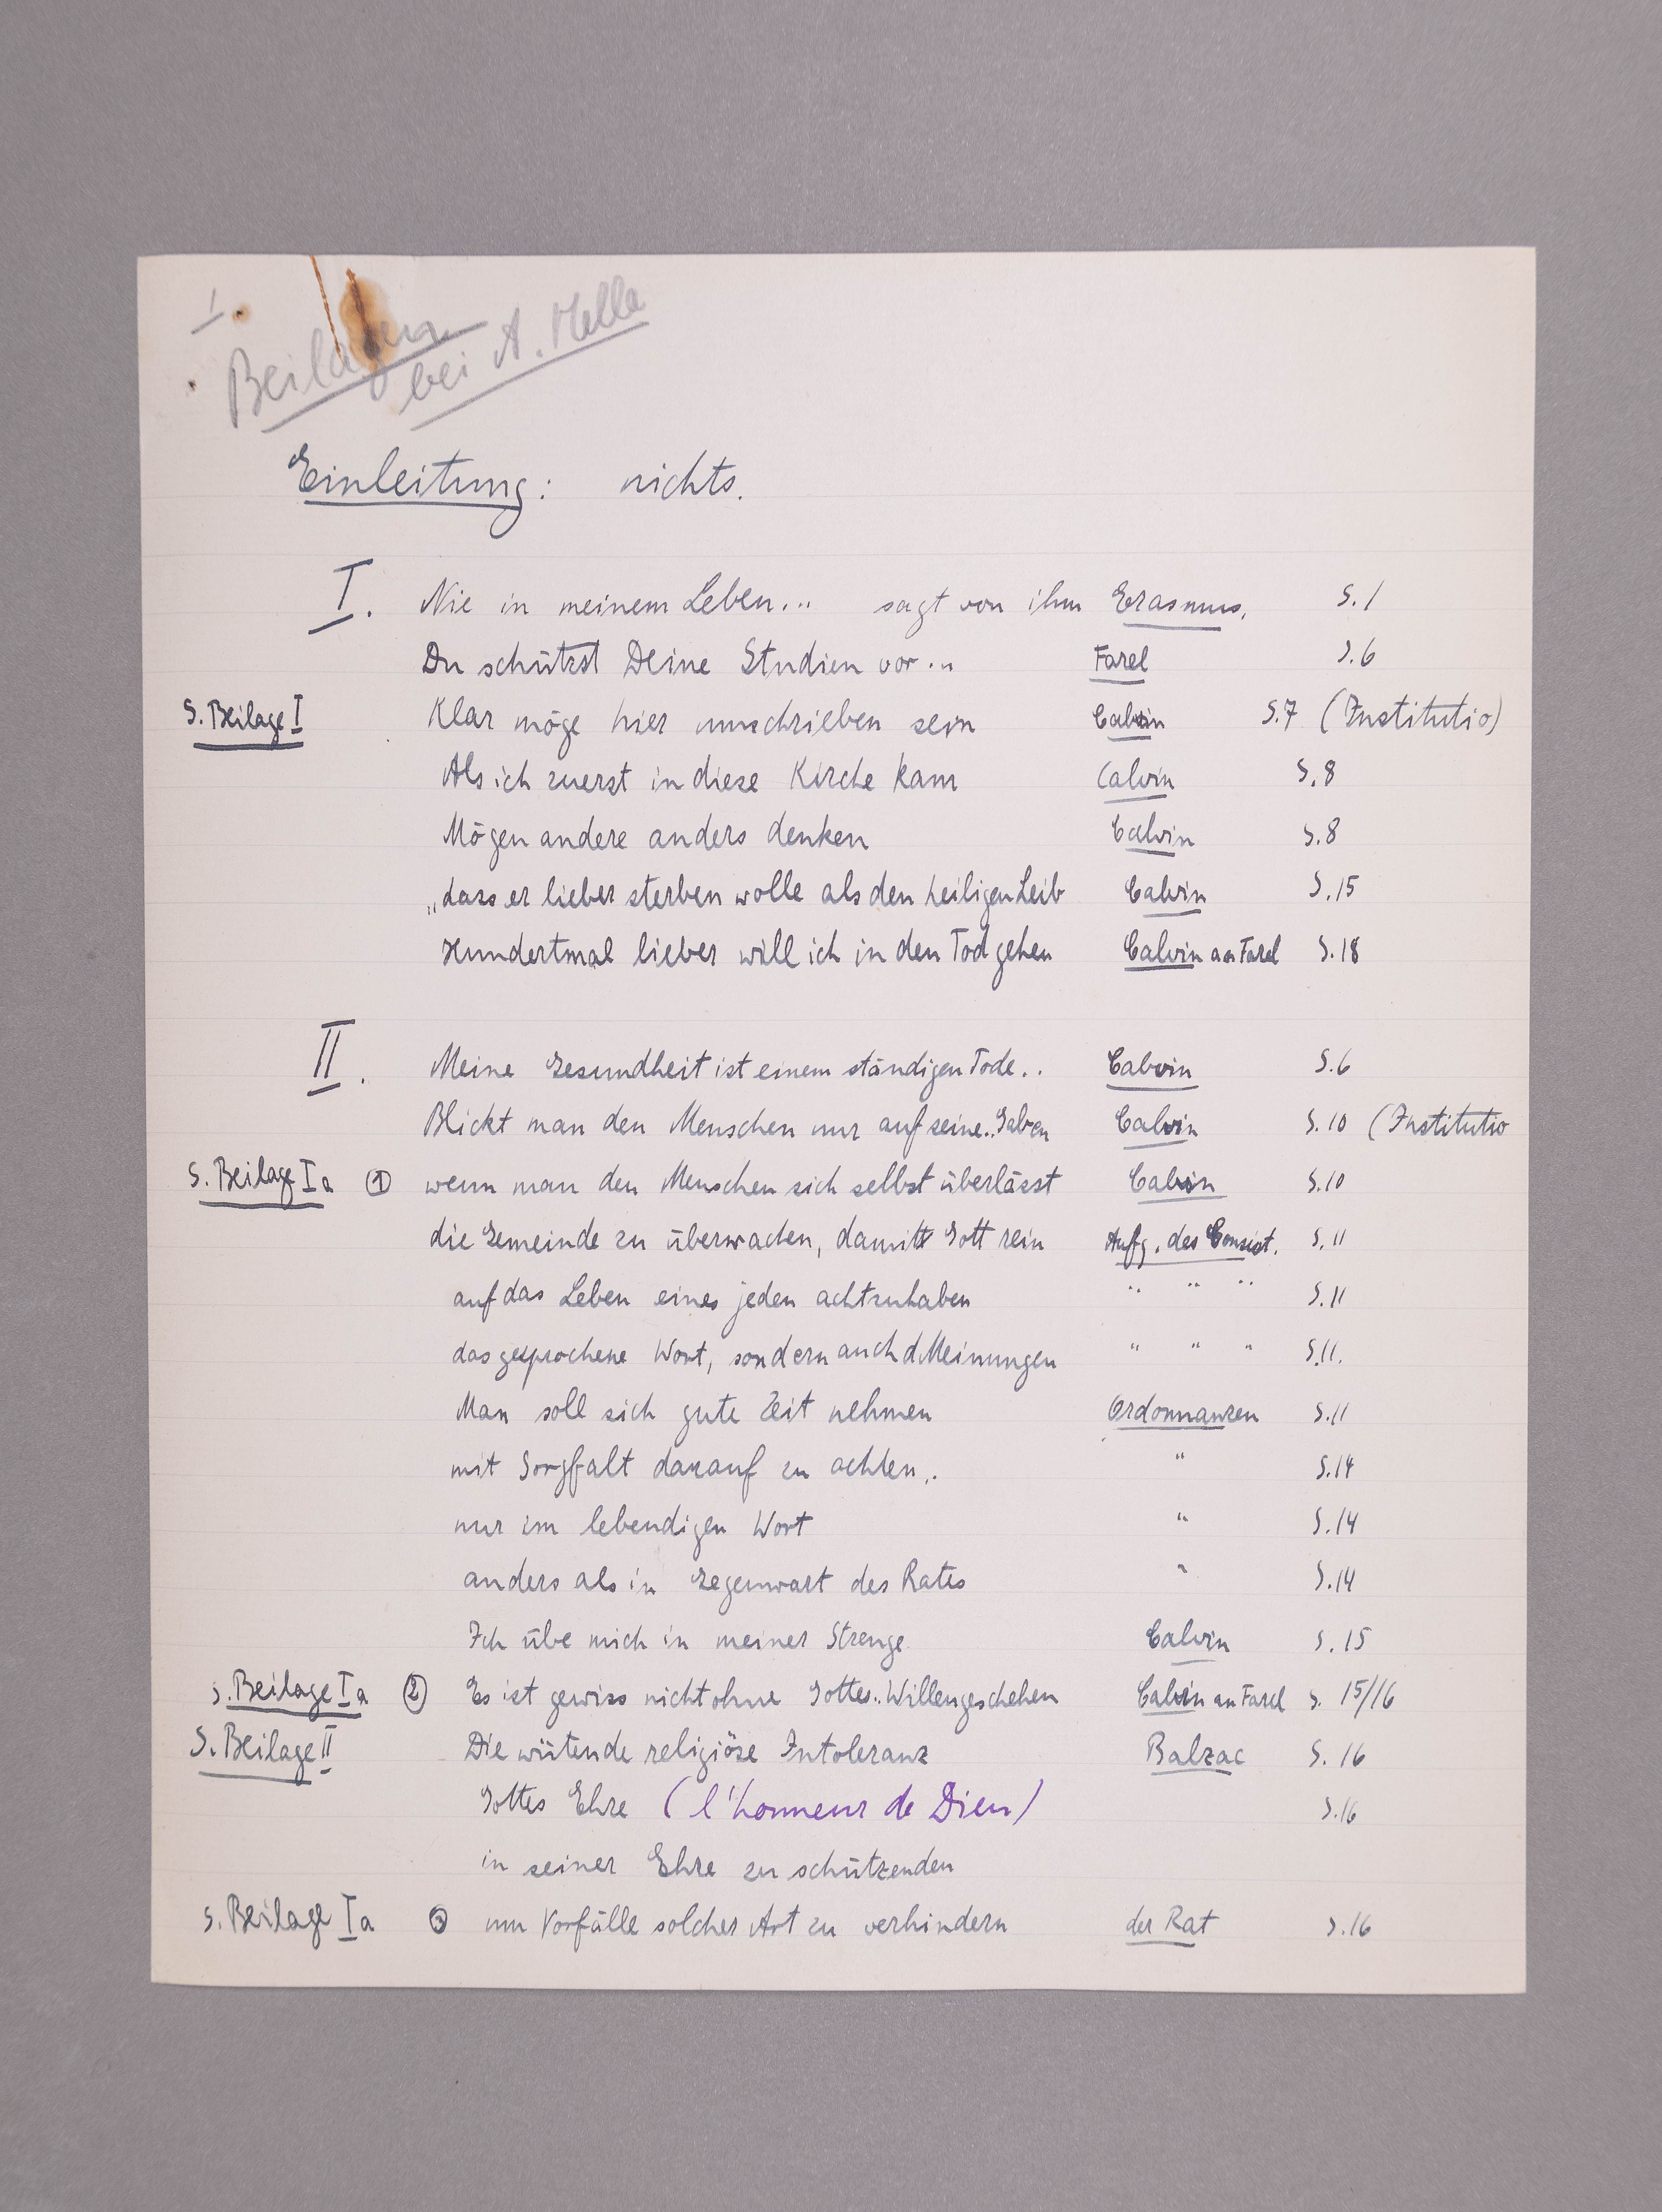 I.
Beilagen
bei A. Mella
Einleitung: nichts.
I. Nie in meinem Leben... sagt von ihm Erasmus, S. 1
Du schützst Deine Studien vor... Farel S. 6
S. Beilage I Klar möge hier umschrieben sein Calvin S. 7 (Institutio)
Als ich zuerst in diese Kirche kam Calvin S. 8
Mögen andere anders denken Calvin S. 8
„dass er lieber sterben wolle als den heiligen Leib Calvin S. 15
Hundertmal lieber will ich in den Tod gehen Calvin an Farel S. 18
II. Meine Gesundheit ist einem ständigen Tode.. Calvin S. 6
Blickt man den Menschen nur auf seine.. Gaben Calvin S. 10 (Institutio
S. Beilage Ia ① wenn man den Menschen sich selbst überlässt Calvin S. 10
die Gemeinde zu überwachen, damit Gott rein Aufg. des Consist. S. 11
auf das Leben eines jeden achtzuhaben " " " S. 11
das gesprochene Wort, sondern auch d Meinungen " " " S. 11.
Man soll sich gute Zeit nehmen Ordonnanzen S. 11
mit Sorgfalt darauf zu achten.. " S. 14
nur im lebendigen Wort " S. 14
anders als in Gegenwart des Rates " S. 14
Ich übe mich in meiner Strenge Calvin S. 15
s. Beilage Ia ② Es ist gewiss nicht ohne Gottes.. Willen geschehen Calvin an Farel S. 15/16
S. Beilage II Die wütende religiöse Intoleranz Balzac S. 16
Gottes Ehre (l'honneur de Dieu) S. 16
in seiner Ehre zu schützenden
s. Beilage Ia ③ um Vorfälle solcher Art zu verhindern der Rat S. 16